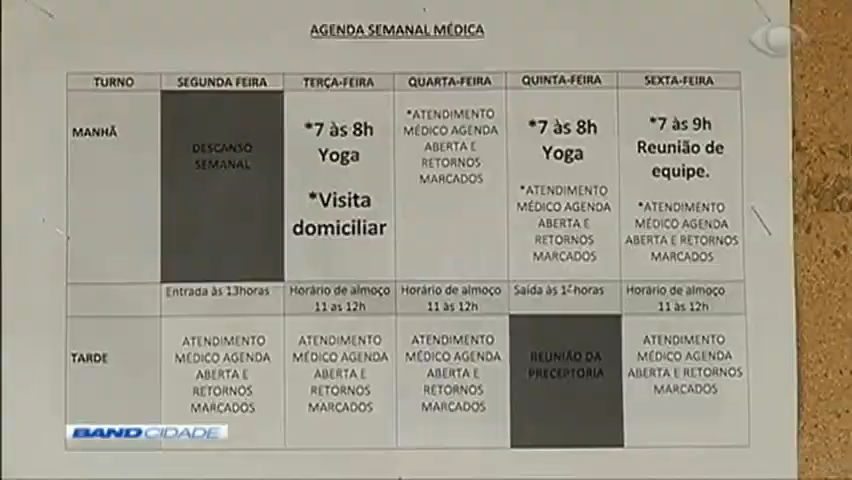 AGENDA SEMANAL MÉDICA
TURNO SEGUNDA FEIRA TERÇA-FEIRA QUARTA-FEIRA QUINTA-FEIRA SEXTA-FEIRA
MANHÃ
DESCANSO
SEMANAL
*7 às 8h
Yoga
*Visita
domiciliar
*ATENDIMENTO
MÉDICO AGENDA
ABERTA E
RETORNOS
MARCADOS
*7 às 8h
Yoga
*ATENDIMENTO
MÉDICO AGENDA
ABERTA E
RETORNOS
MARCADOS
*7 às 9h
Reunião de
equipe.
*ATENDIMENTO
MÉDICO AGENDA
ABERTA E RETORNOS
MARCADOS
Entrada às 13horas
Horário de almoço
11 as 12h
Horário de almoço
11 às 12h
Saída às
Horário de almoço
11 as 12h
TARDE
ATENDIMENTO
MÉDICO AGENDA
ABERTA E
RETORNOS
MARCADOS
ATENDIMENTO
MÉDICO AGENDA
ABERTA E
RETORNOS
MARCADOS
ATENDIMENTO
MÉDICO AGENDA
ABERTA E
RETORNOS
MARCADOS
REUNIÃO DA
PRECEPTORIA
ATENDIMENTO
MÉDICO AGENDA
ABERTA E RETORNOS
MARCADOS
BAND CIDADE